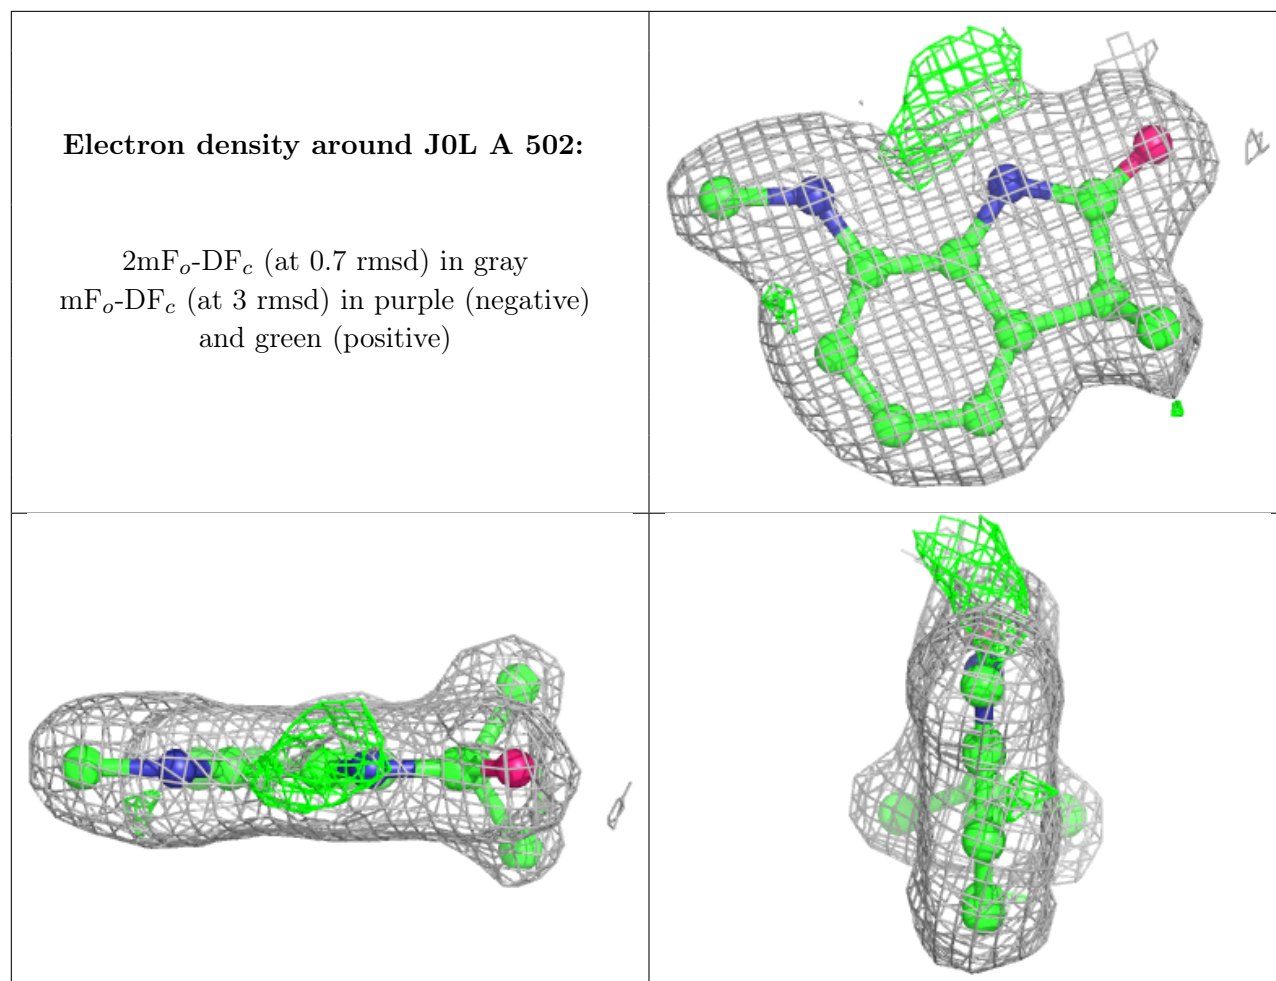 Electron density around J0L A 502:
2mFo-DFc (at 0.7 rmsd) in gray
mFo-DFc (at 3 rmsd) in purple (negative)
and green (positive)